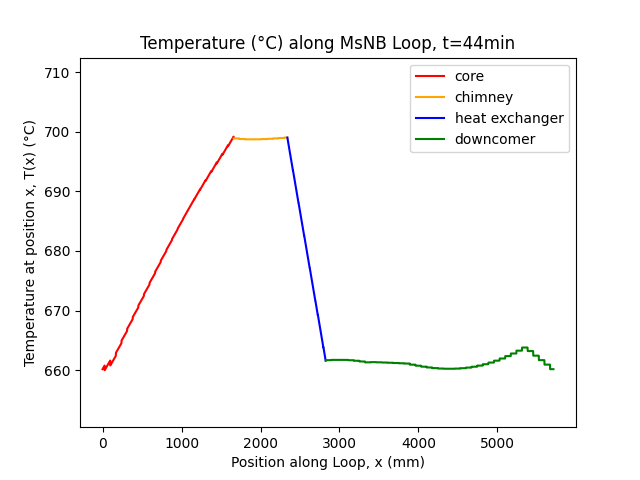 Temperature (°C) along MsNB Loop, t=44min
Temperature at position x, T(x) (°C)
710
700
690
680
670
660
core
chimney
heat exchanger
downcomer
0
1000
2000
3000
4000
5000
Position along Loop, x (mm)